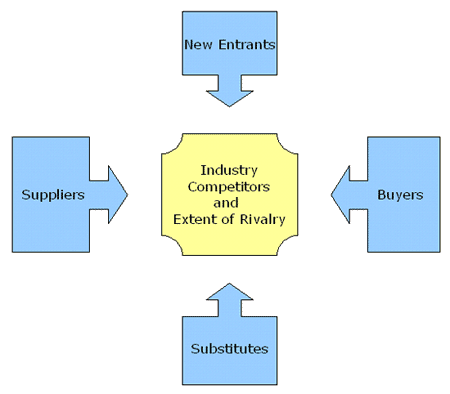 New Entrants
Suppliers
Industry
Competitors
and
Extent of Rivalry
Buyers
Substitutes